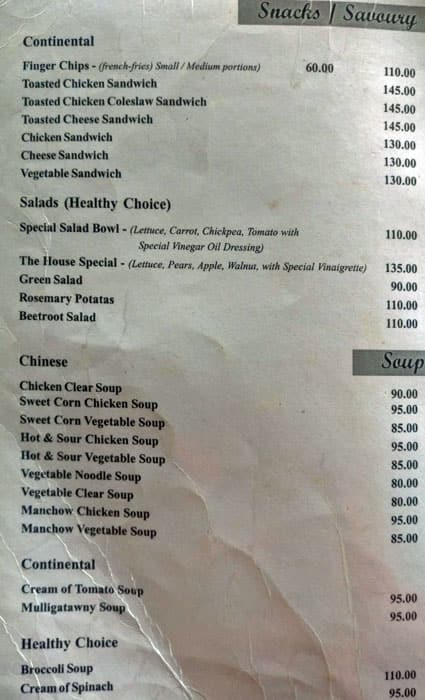 Snacks / Savoury
Continental
Finger Chips - (french-fries) Small / Medium portions) 60.00 110.00
Toasted Chicken Sandwich 145.00
Toasted Chicken Coleslaw Sandwich 145.00
Toasted Cheese Sandwich 145.00
Chicken Sandwich 130.00
Cheese Sandwich 130.00
Vegetable Sandwich 130.00
Salads (Healthy Choice)
Special Salad Bowl - (Lettuce, Carrot, Chickpea, Tomato with 110.00
Special Vinegar Oil Dressing)
The House Special - (Lettuce, Pears, Apple, Walnut, with Special Vinaigrette) 135.00
Green Salad 90.00
Rosemary Potatas 110.00
Beetroot Salad 110.00
Soup
Chinese
Chicken Clear Soup 90.00
Sweet Corn Chicken Soup 95.00
Sweet Corn Vegetable Soup 85.00
Hot & Sour Chicken Soup 95.00
Hot & Sour Vegetable Soup 85.00
Vegetable Noodle Soup 80.00
Vegetable Clear Soup 80.00
Manchow Chicken Soup 95.00
Manchow Vegetable Soup 85.00
Continental
Cream of Tomato Soup 95.00
Mulligatawny Soup 95.00
Healthy Choice
Broccoli Soup 110.00
Cream of Spinach 95.00